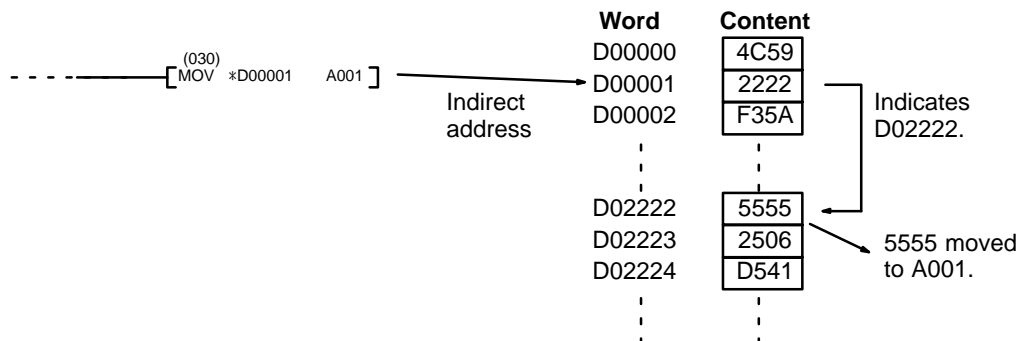 Word Content
D00000 4C59
(030)
MOV *D00001 A001
D00001 2222
Indirect
address
D00002 F35A
Indicates
D02222.
D02222 5555
D02223 2506
D02224 D541
5555 moved
to A001.